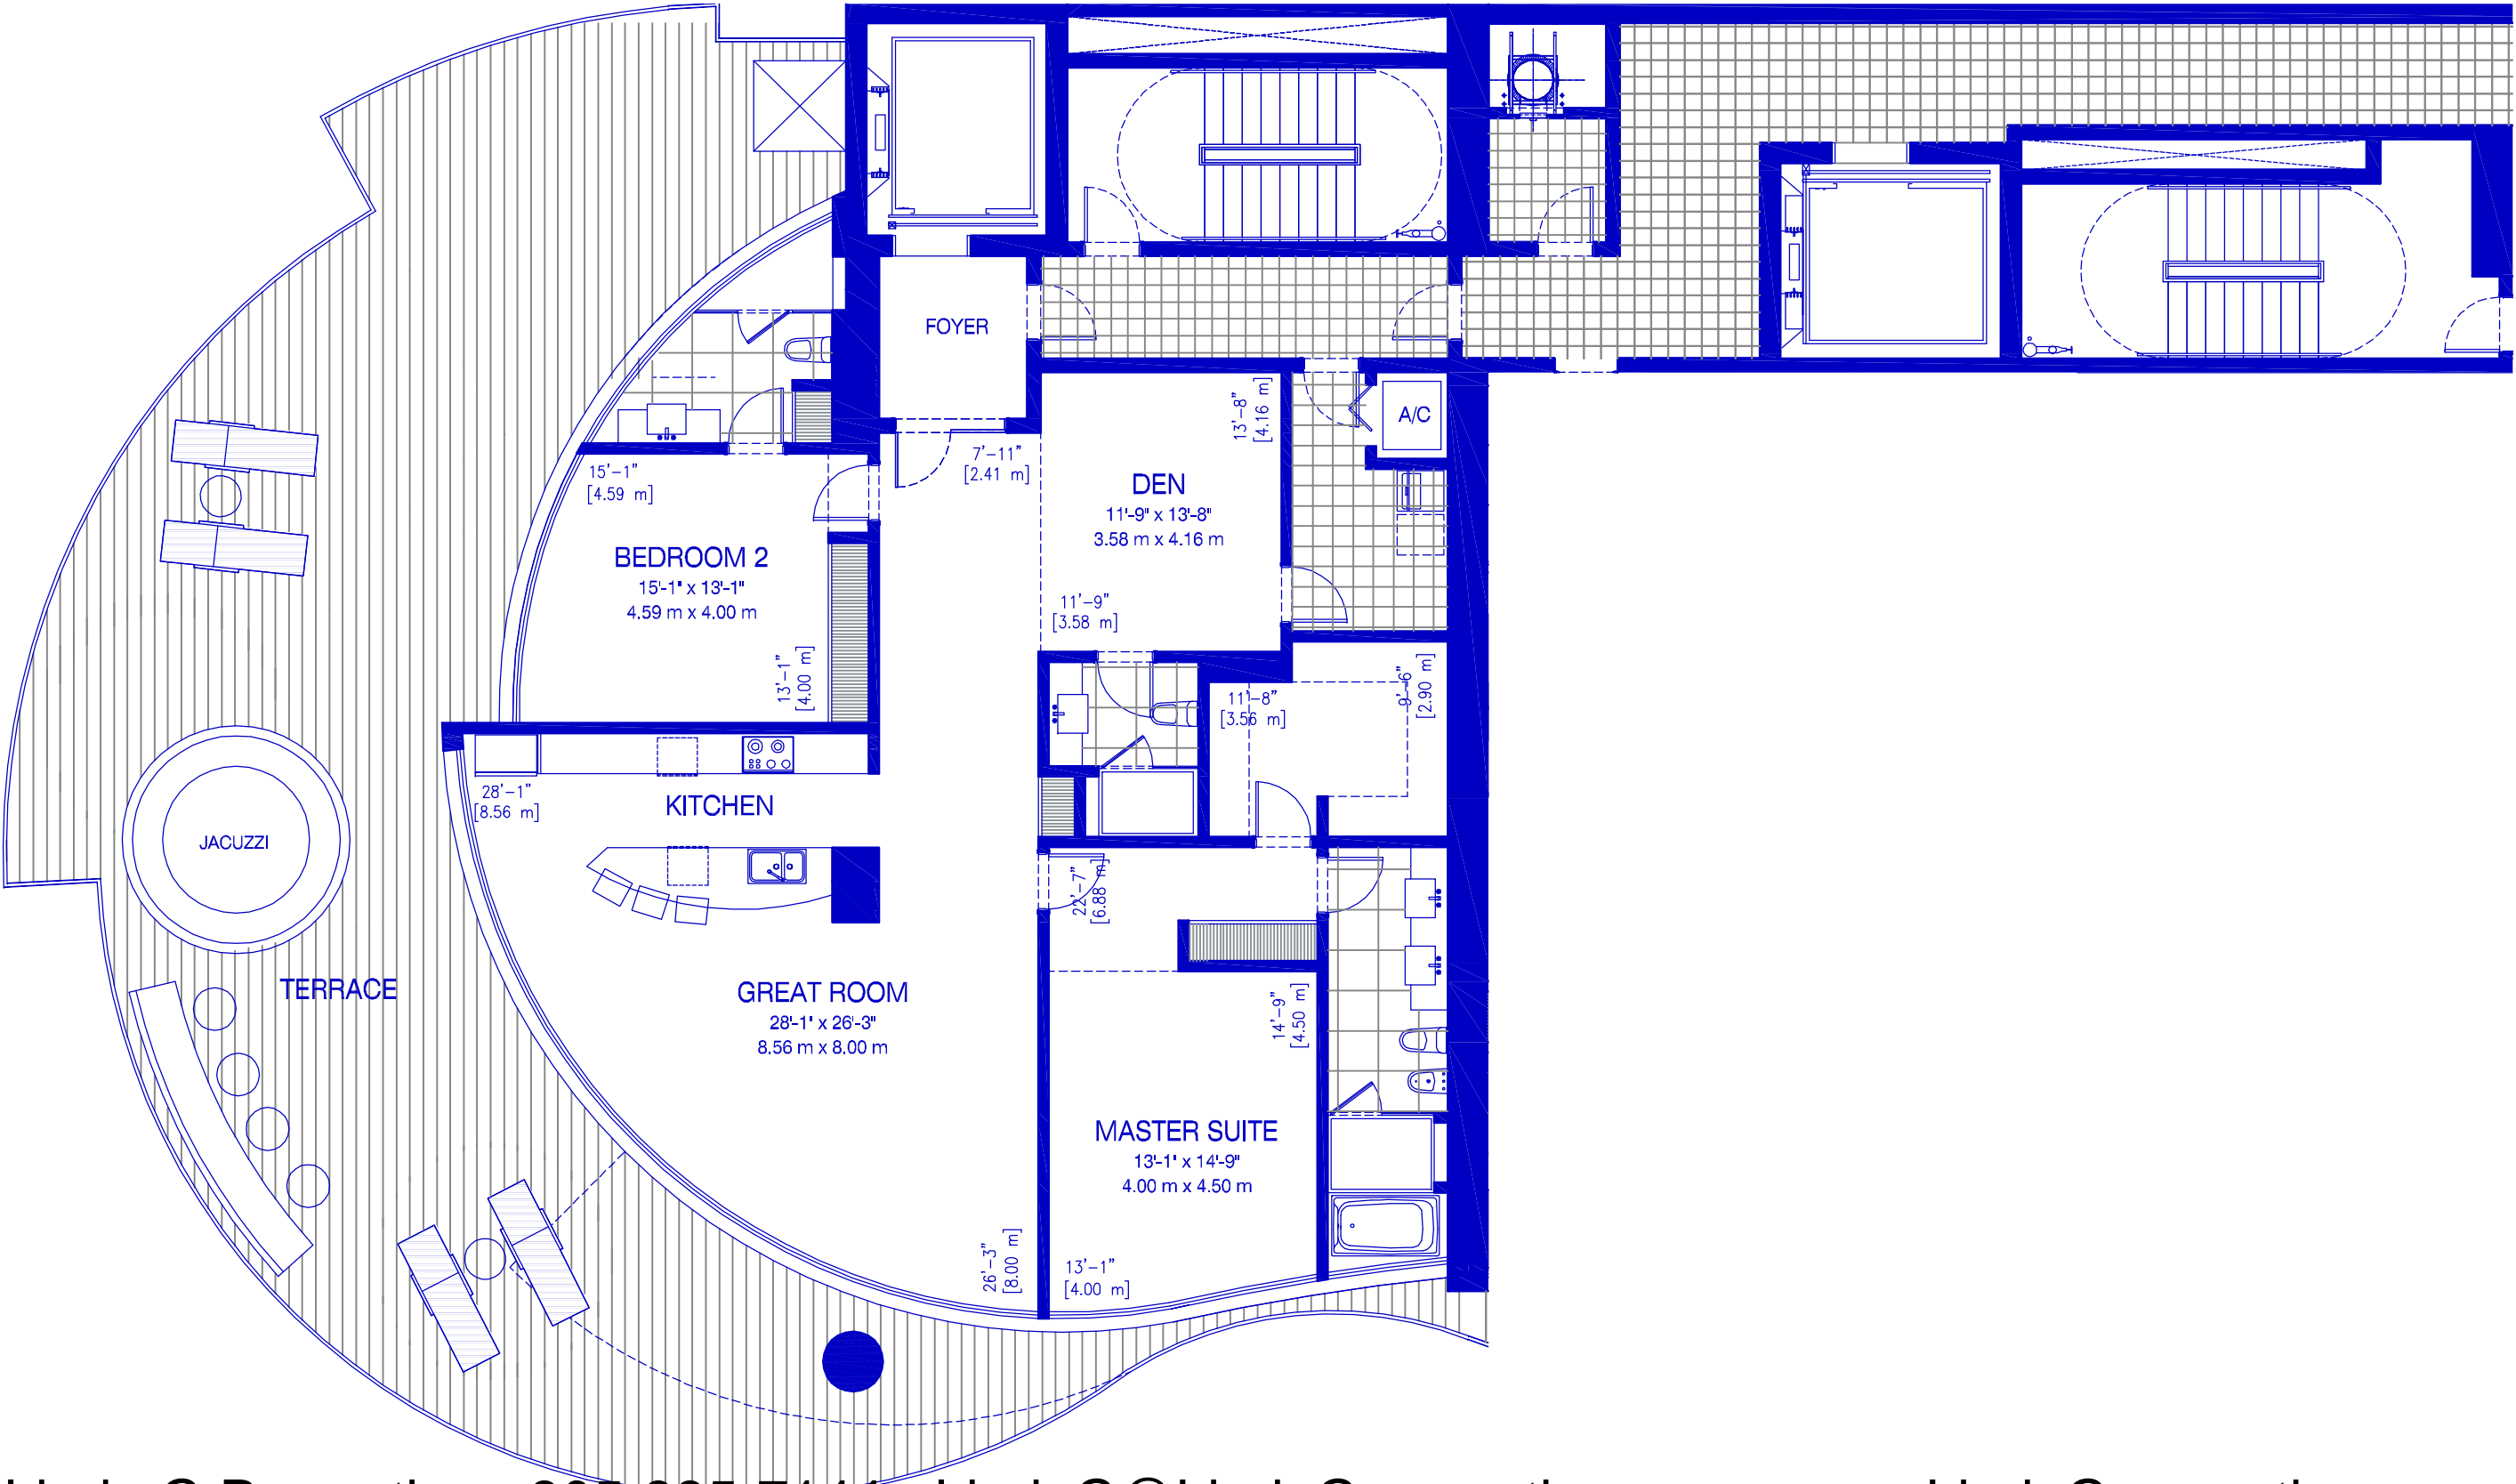 FOYER
A/C
13'-8"
[4.16 m]
7'-11"
[2.41 m]
15'-1"
[4.59 m]
DEN
11'-9" x 13'-8"
3.58 m x 4.16 m
BEDROOM 2
15'-1" x 13'-1"
4.59 m x 4.00 m
11'-9"
[3.58 m]
13'-1"
[4.00 m]
11'-8"
[3.56 m]
9'-6"
[2.90 m]
28'-1"
[8.56 m]
KITCHEN
JACUZZI
22'-7"
[6.88 m]
TERRACE
GREAT ROOM
28'-1" x 26'-3"
8.56 m x 8.00 m
14'-9"
[4.50 m]
MASTER SUITE
13'-1" x 14'-9"
4.00 m x 4.50 m
26'-3"
[8.00 m]
13'-1"
[4.00 m]